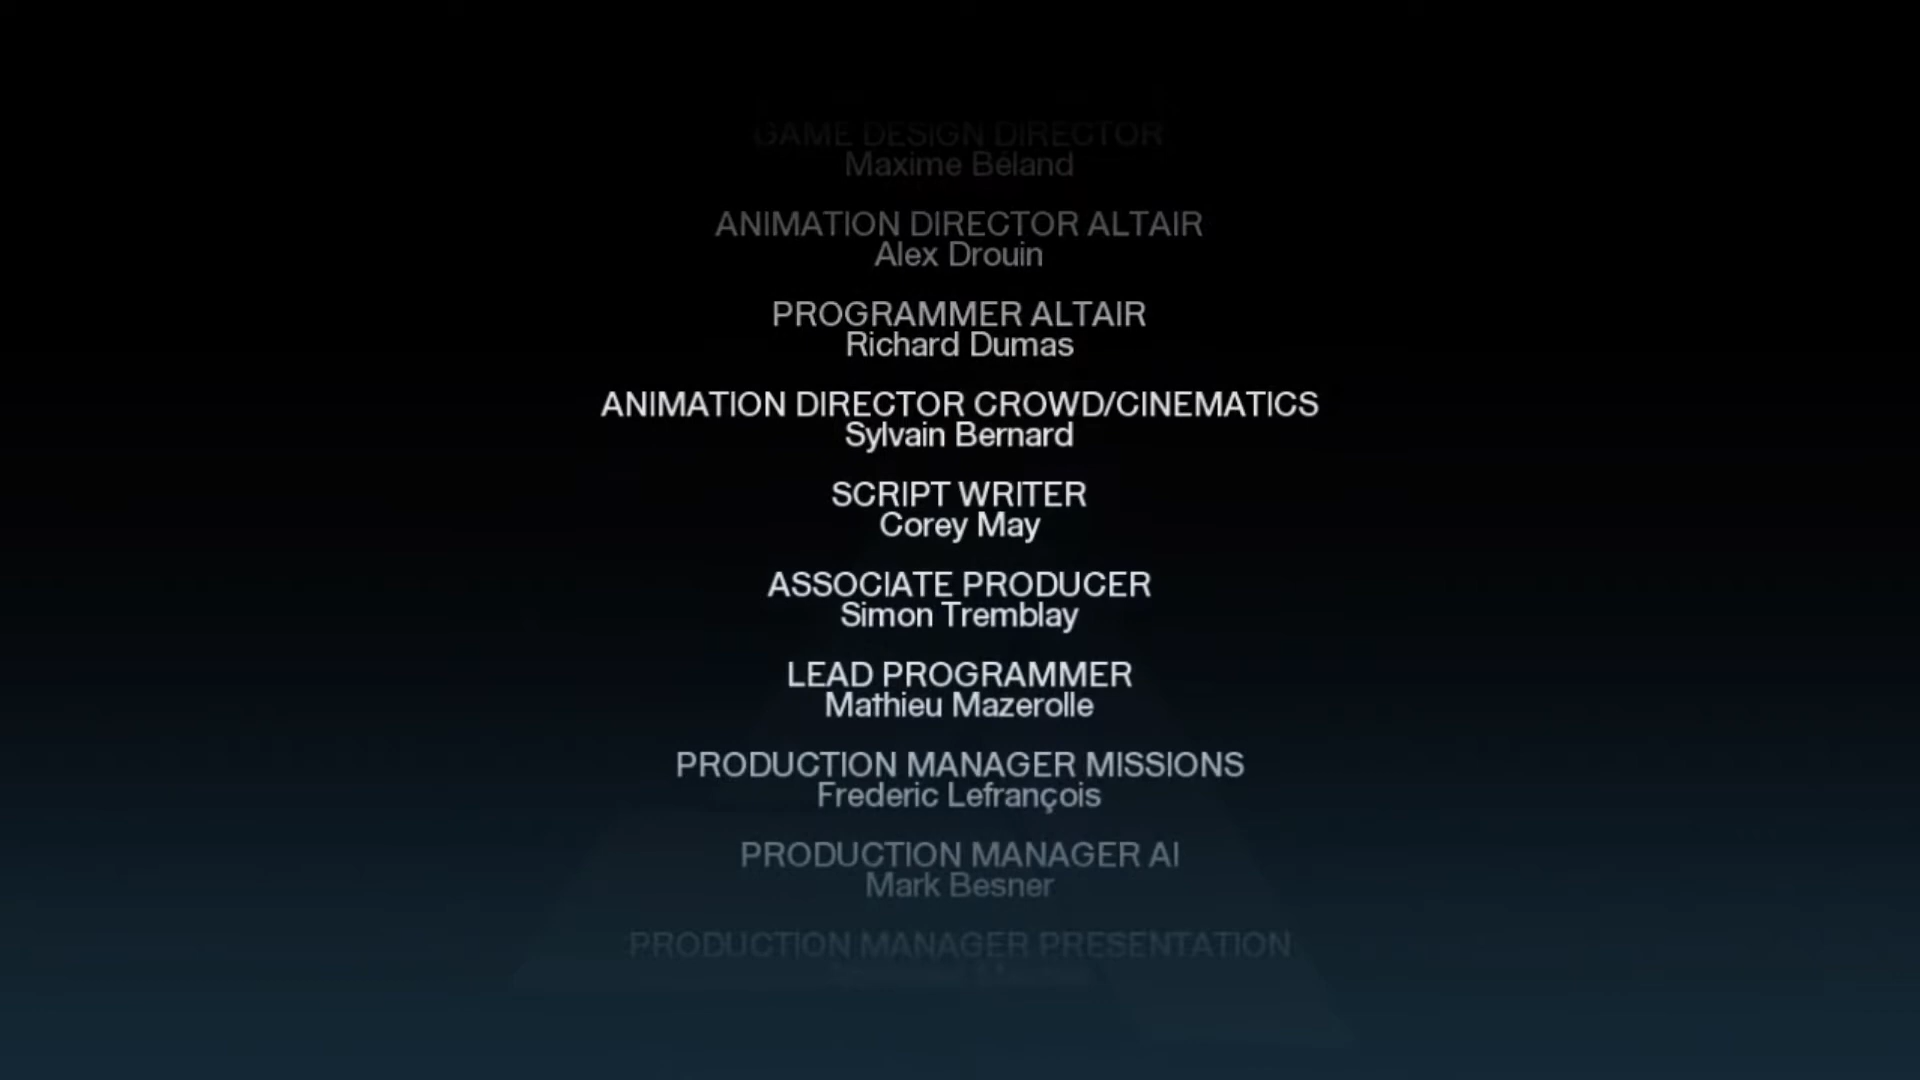 GAME DESIGN DIRECTOR
Maxime Béland
ANIMATION DIRECTOR ALTAIR
Alex Drouin
PROGRAMMER ALTAIR
Richard Dumas
ANIMATION DIRECTOR CROWD/CINEMATICS
Sylvain Bernard
SCRIPT WRITER
Corey May
ASSOCIATE PRODUCER
Simon Tremblay
LEAD PROGRAMMER
Mathieu Mazerolle
PRODUCTION MANAGER MISSIONS
Frederic Lefrançois
PRODUCTION MANAGER AI
Mark Besner
PRODUCTION MANAGER PRESENTATION